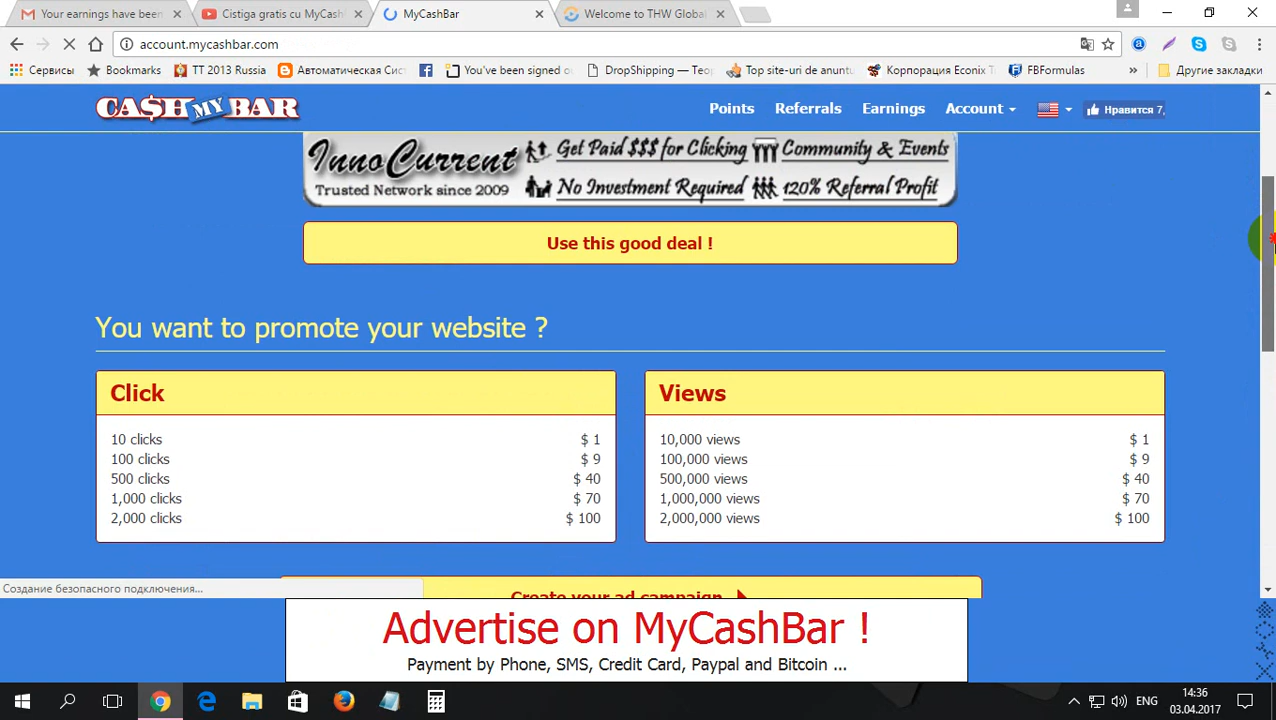 Your earnings have been
Cistiga gratis cu MyCash
MyCashBar
Welcome to THW Global
account.mycashbar.com
Сервисы
Bookmarks
TT 2013 Russia
Автоматическая Сис
You've been signed o
DropShipping — Teo
Top site-uri de anuntu
Корпорация Econix T
FBFormulas
»
Другие закладки
CA$H MY BAR
Points
Referrals
Earnings
Account
Нравится 7,
InnoCurrent
Get Paid $$$ for Clicking
Community & Events
Trusted Network since 2009
No Investment Required
120% Referral Profit
Use this good deal !
You want to promote your website ?
Click
10 clicks $ 1
100 clicks $ 9
500 clicks $ 40
1,000 clicks $ 70
2,000 clicks $ 100
Views
10,000 views $ 1
100,000 views $ 9
500,000 views $ 40
1,000,000 views $ 70
2,000,000 views $ 100
Создание безопасного подключения...
Create your ad campaign
Advertise on MyCashBar !
Payment by Phone, SMS, Credit Card, Paypal and Bitcoin ...
ENG
14:36
03.04.2017